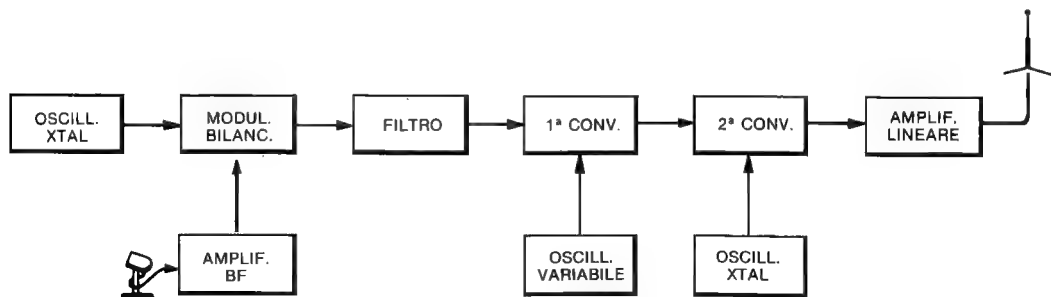 OSCILL.
XTAL
MODUL.
BILANC.
FILTRO
1ª CONV.
2ª CONV.
AMPLIF.
LINEARE
AMPLIF.
BF
OSCILL.
VARIABILE
OSCILL.
XTAL